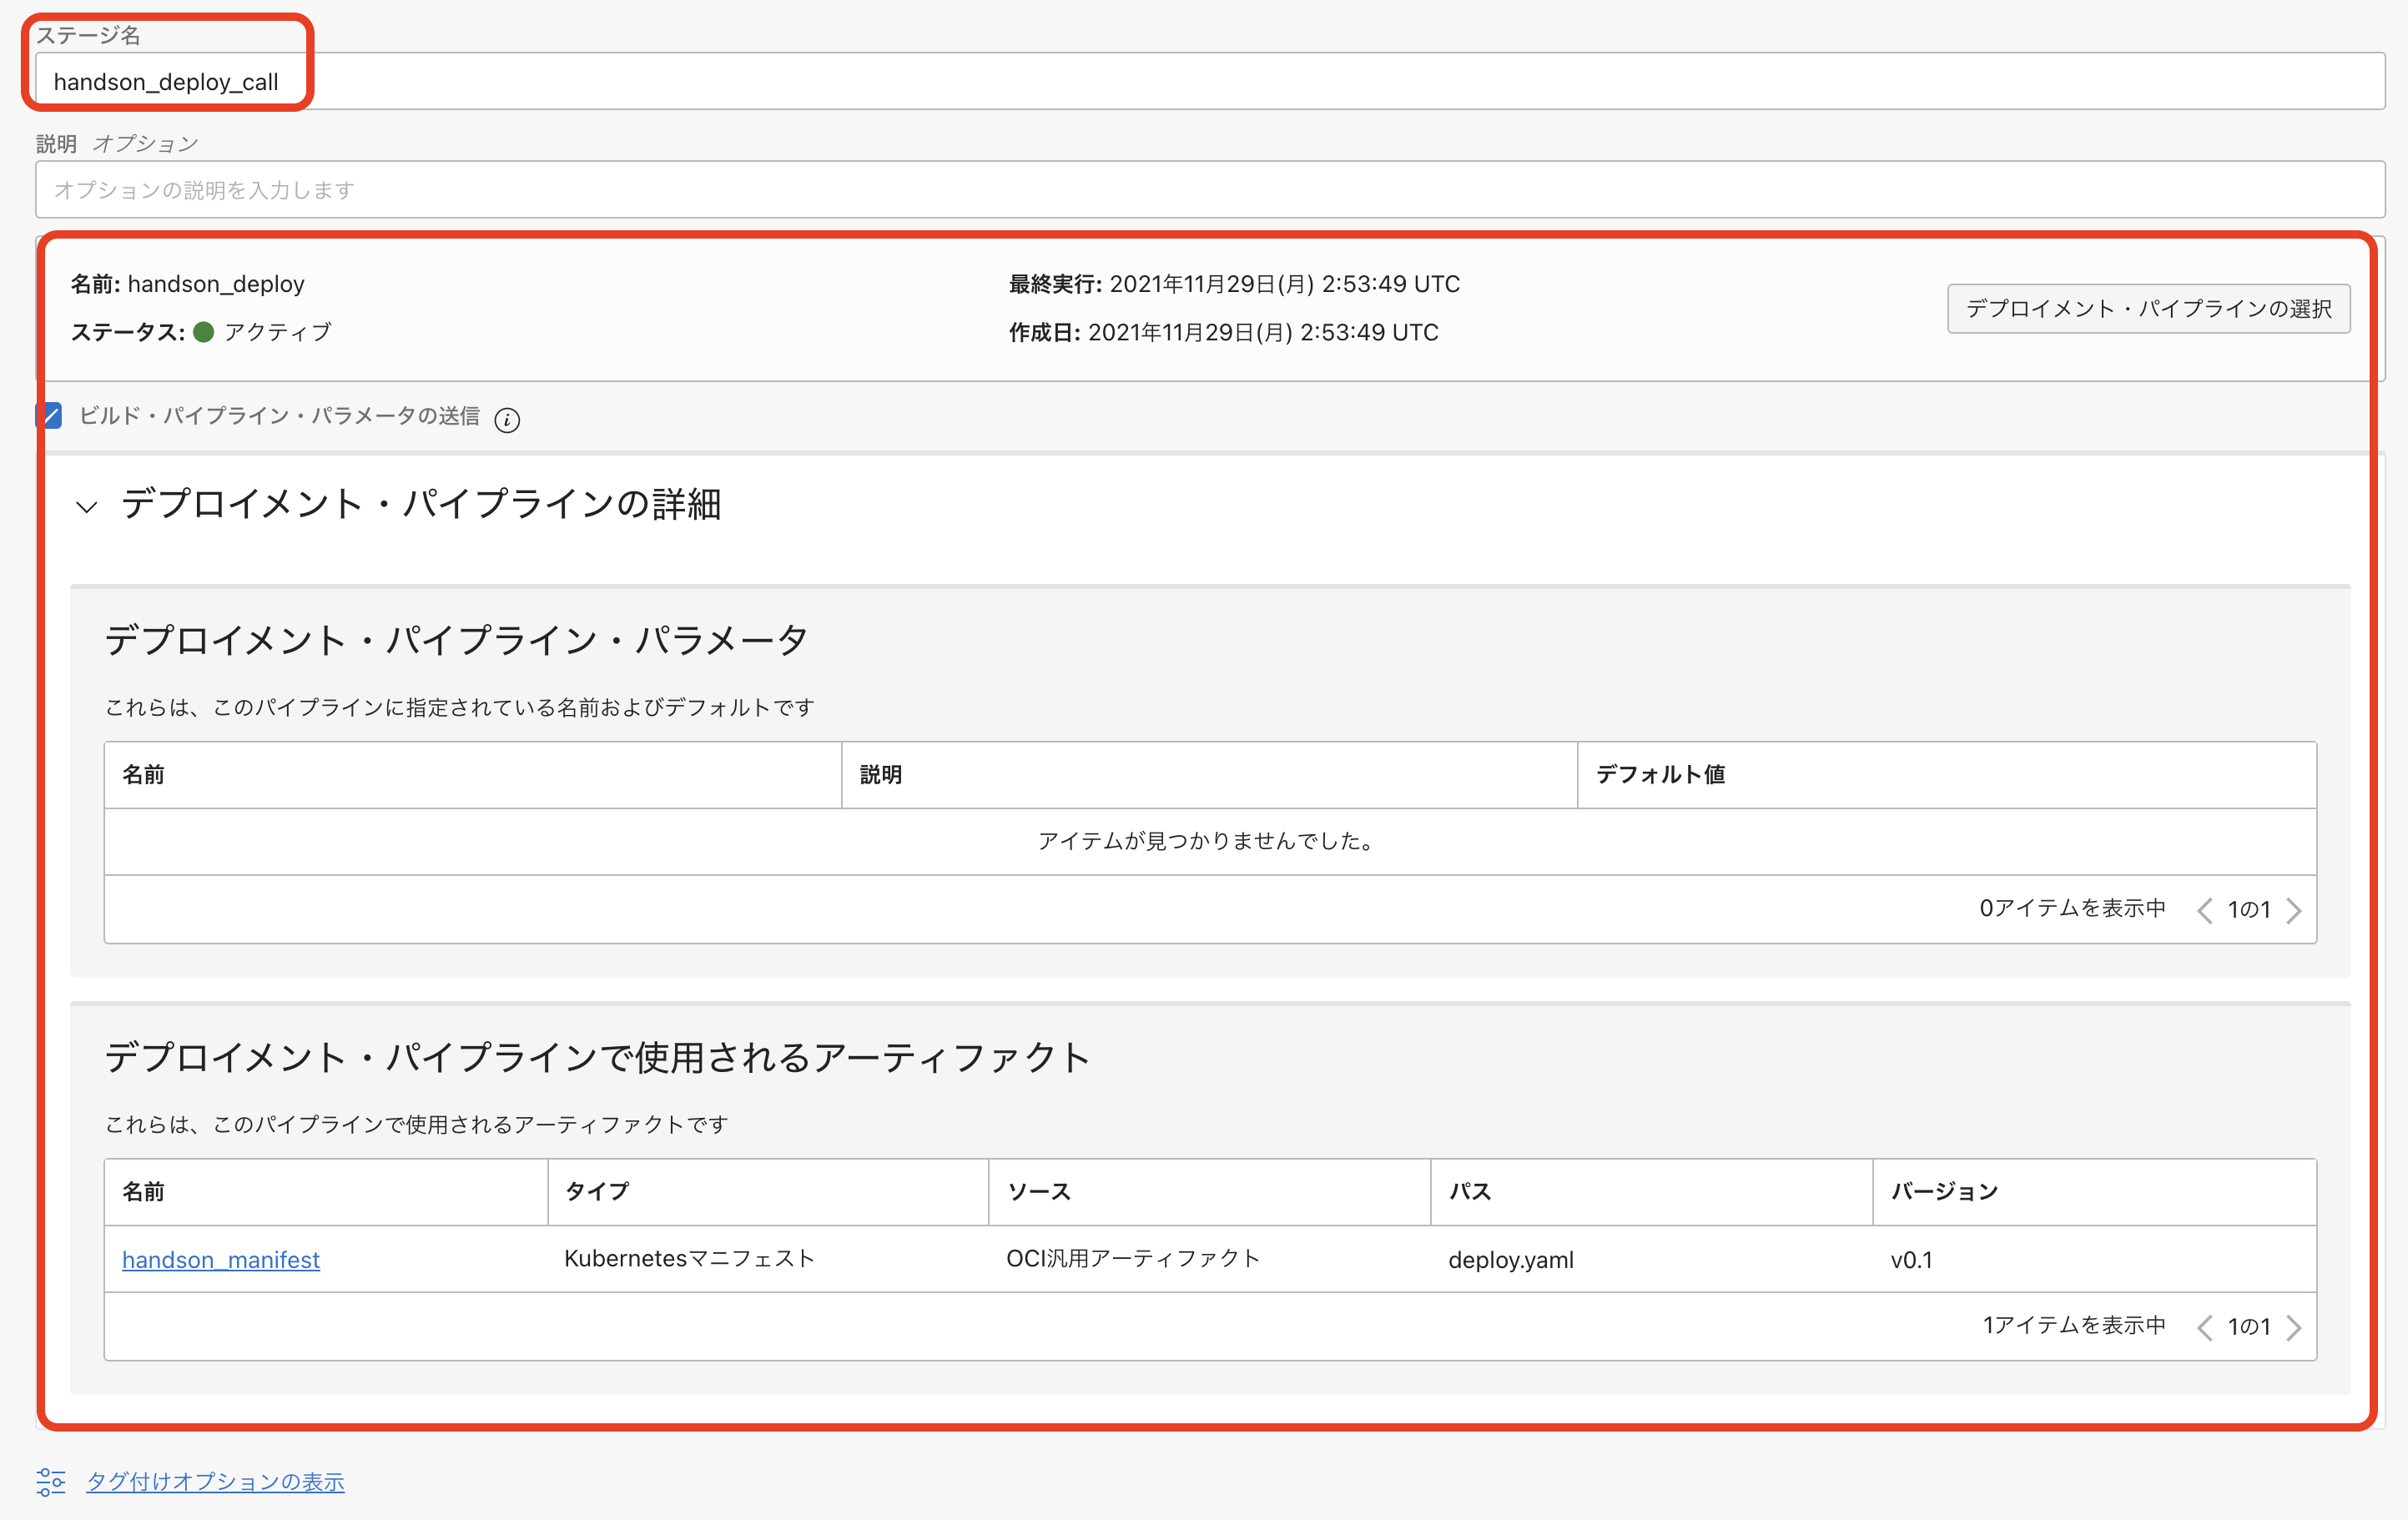 ステージ名
handson_deploy_call
説明 オプション
オプションの説明を入力します
名前: handson_deploy
ステータス: アクティブ
最終実行: 2021年11月29日(月) 2:53:49 UTC
作成日: 2021年11月29日(月) 2:53:49 UTC
デプロイメント・パイプラインの選択
ビルド・パイプライン・パラメータの送信
デプロイメント・パイプラインの詳細
デプロイメント・パイプライン・パラメータ
これらは、このパイプラインに指定されている名前およびデフォルトです
名前 説明 デフォルト値
アイテムが見つかりませんでした。
0アイテムを表示中 1の1
デプロイメント・パイプラインで使用されるアーティファクト
これらは、このパイプラインで使用されるアーティファクトです
名前 タイプ ソース パス バージョン
handson_manifest Kubernetesマニフェスト OCI汎用アーティファクト deploy.yaml v0.1
1アイテムを表示中 1の1
タグ付けオプションの表示